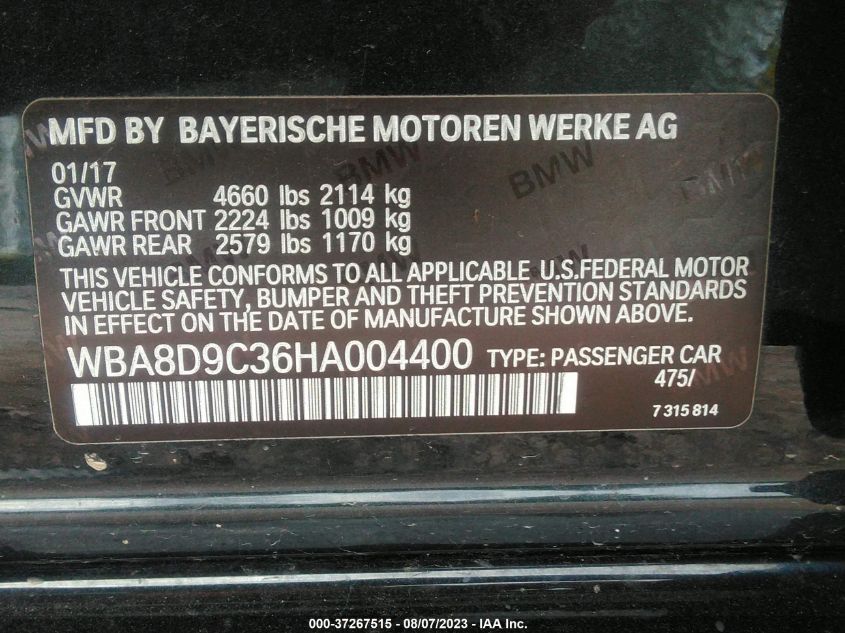 MFD BY BAYERISCHE MOTOREN WERKE AG
01/17
GVWR 4660 lbs 2114 kg
GAWR FRONT 2224 lbs 1009 kg
GAWR REAR 2579 lbs 1170 kg
THIS VEHICLE CONFORMS TO ALL APPLICABLE U.S.FEDERAL MOTOR
VEHICLE SAFETY, BUMPER AND THEFT PREVENTION STANDARDS
IN EFFECT ON THE DATE OF MANUFACTURE SHOWN ABOVE.
WBA8D9C36HA004400 TYPE: PASSENGER CAR
475/
7 315 814
BMW
BMW
BMW
000-37267515 - 08/07/2023 - IAA Inc.